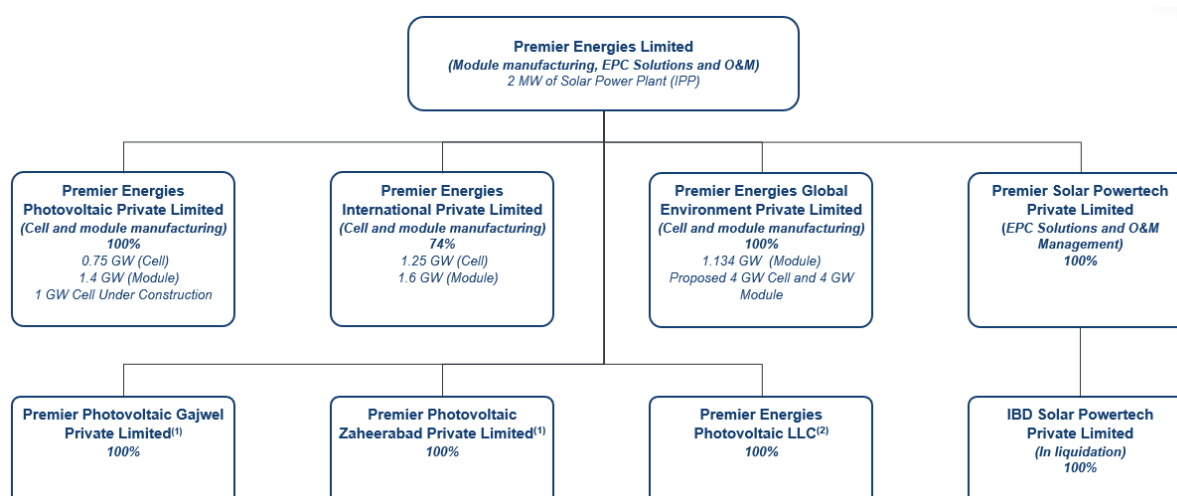 Premier Energies Limited
(Module manufacturing, EPC Solutions and O&M)
2 MW of Solar Power Plant (IPP)
Premier Energies
Photovoltaic Private Limited
(Cell and module manufacturing)
100%
0.75 GW (Cell)
1.4 GW (Module)
1 GW Cell Under Construction
Premier Energies
International Private Limited
(Cell and module manufacturing)
74%
1.25 GW (Cell)
1.6 GW (Module)
Premier Energies Global
Environment Private Limited
(Cell and module manufacturing)
100%
1.134 GW (Module)
Proposed 4 GW Cell and 4 GW
Module
Premier Solar Powertech
Private Limited
(EPC Solutions and O&M
Management)
100%
Premier Photovoltaic Gajwel
Private Limited(1)
100%
Premier Photovoltaic
Zaheerabad Private Limited(1)
100%
Premier Energies
Photovoltaic LLC(2)
100%
IBD Solar Powertech
Private Limited
(In liquidation)
100%